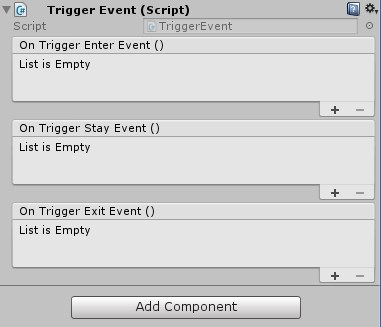 Trigger Event (Script)
Script TriggerEvent
On Trigger Enter Event ()
List is Empty
On Trigger Stay Event ()
List is Empty
On Trigger Exit Event ()
List is Empty
Add Component